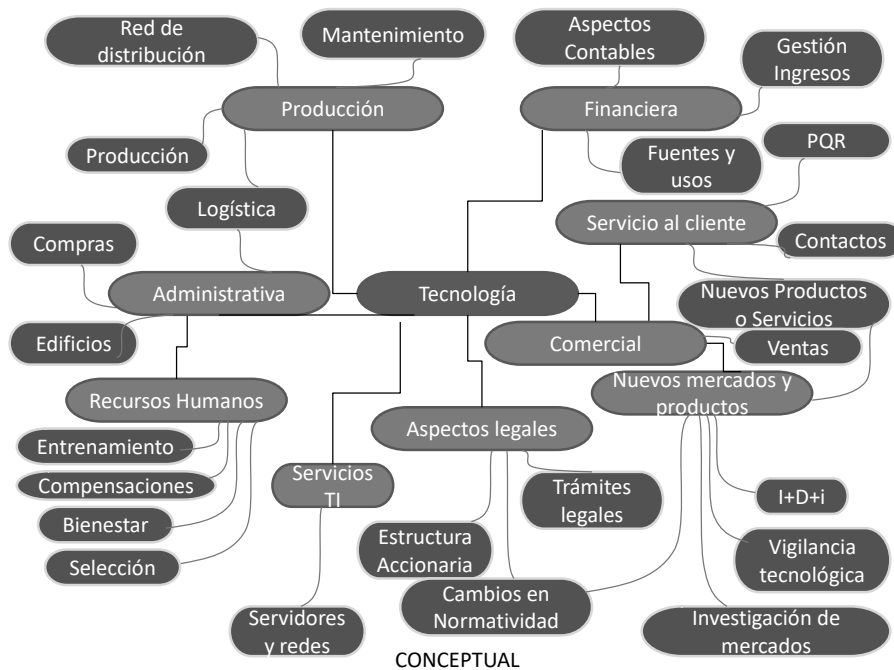 Red de
distribución
Mantenimiento
Aspectos
Contables
Gestión
Ingresos
Producción
Financiera
Producción
Fuentes y
usos
PQR
Logística
Servicio al cliente
Compras
Contactos
Administrativa
Tecnología
Nuevos Productos
o Servicios
Edificios
Comercial
Ventas
Recursos Humanos
Nuevos mercados y
productos
Aspectos legales
Entrenamiento
Servicios
TI
Compensaciones
Trámites
legales
I+D+i
Bienestar
Estructura
Accionaria
Vigilancia
tecnológica
Selección
Cambios en
Normatividad
Servidores
y redes
Investigación de
mercados
CONCEPTUAL